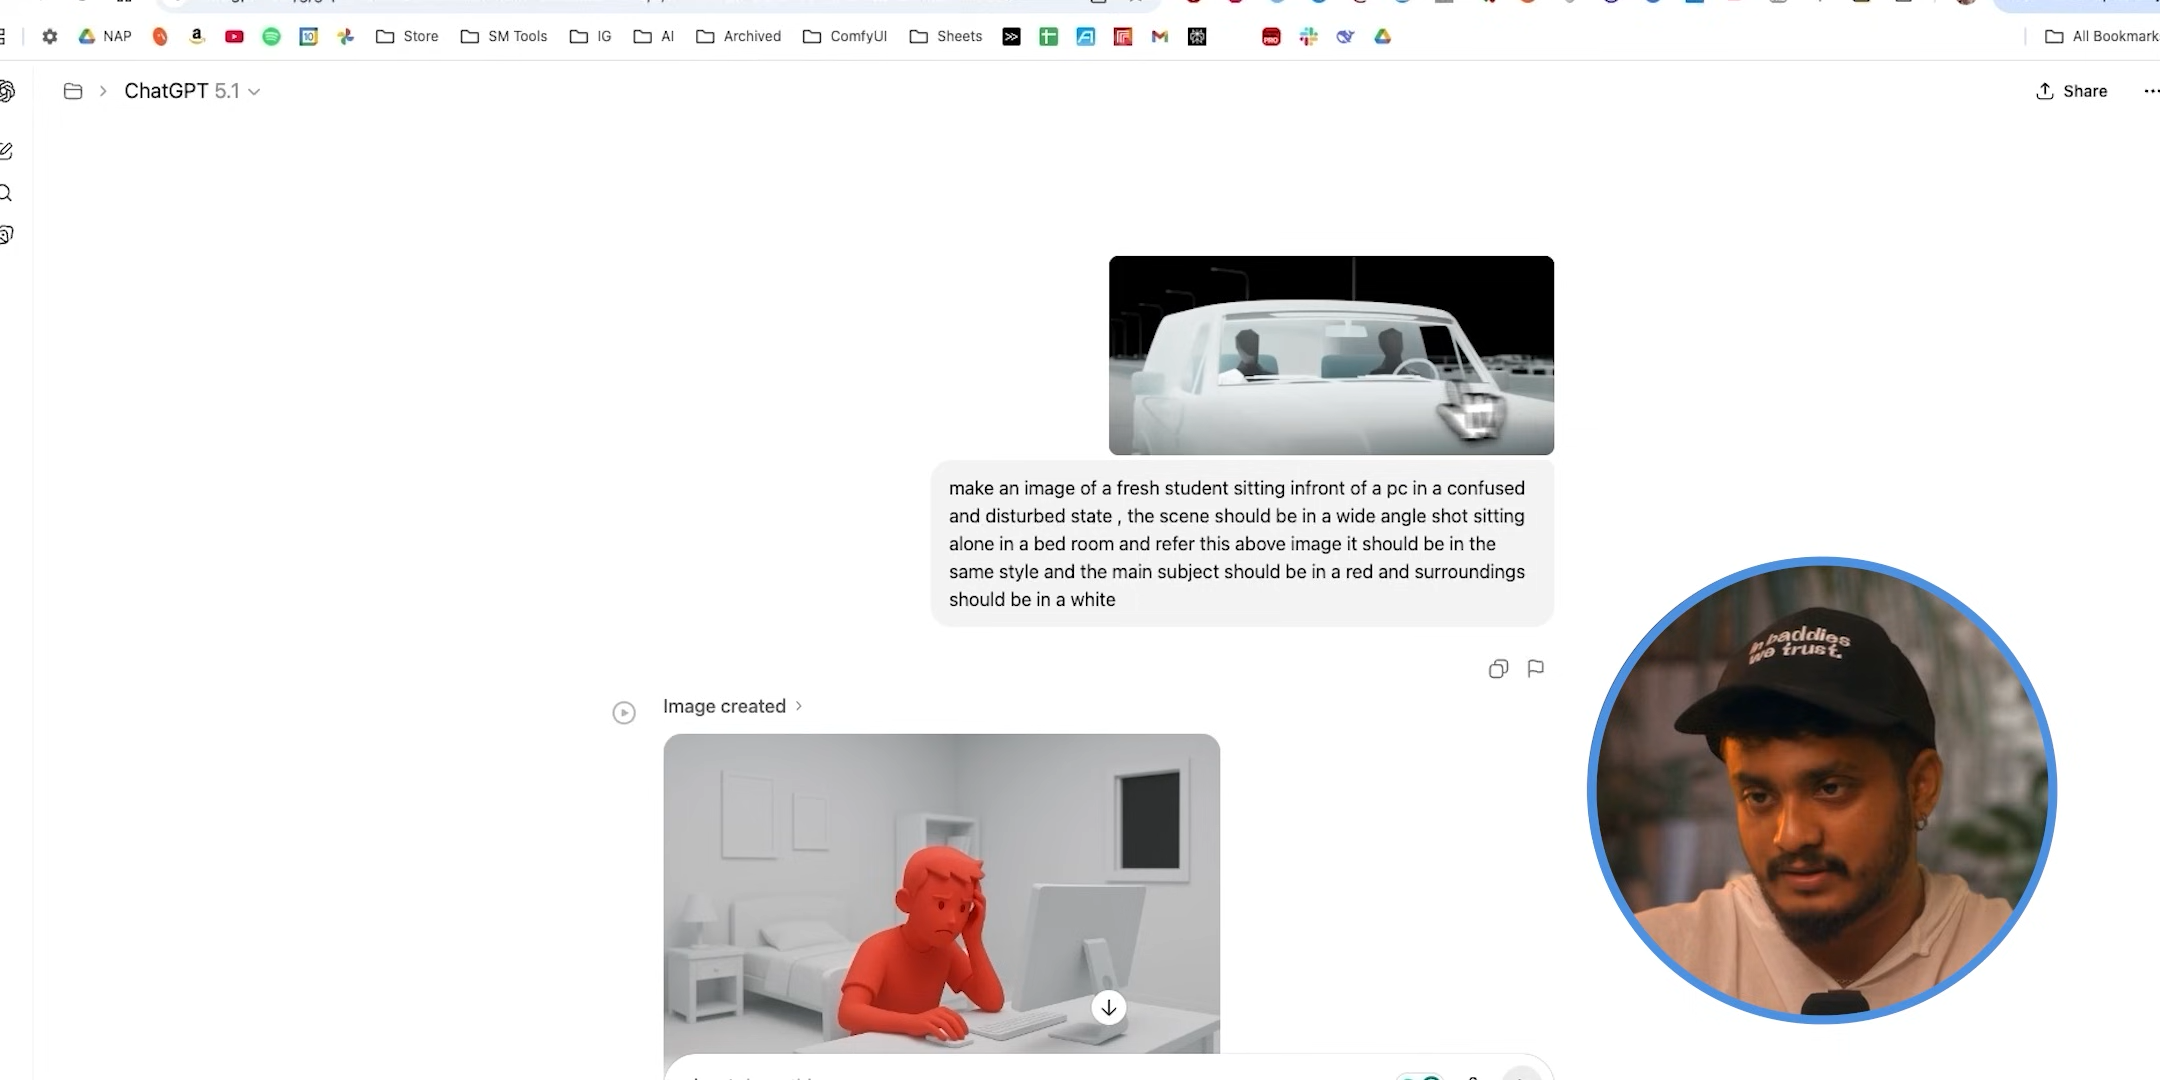 NAP
Store
SM Tools
IG
AI
Archived
ComfyUI
Sheets
PRO
All Bookmark
ChatGPT 5.1
Share
make an image of a fresh student sitting infront of a pc in a confused
and disturbed state , the scene should be in a wide angle shot sitting
alone in a bed room and refer this above image it should be in the
same style and the main subject should be in a red and surroundings
should be in a white
Image created
In baddies
we trust.